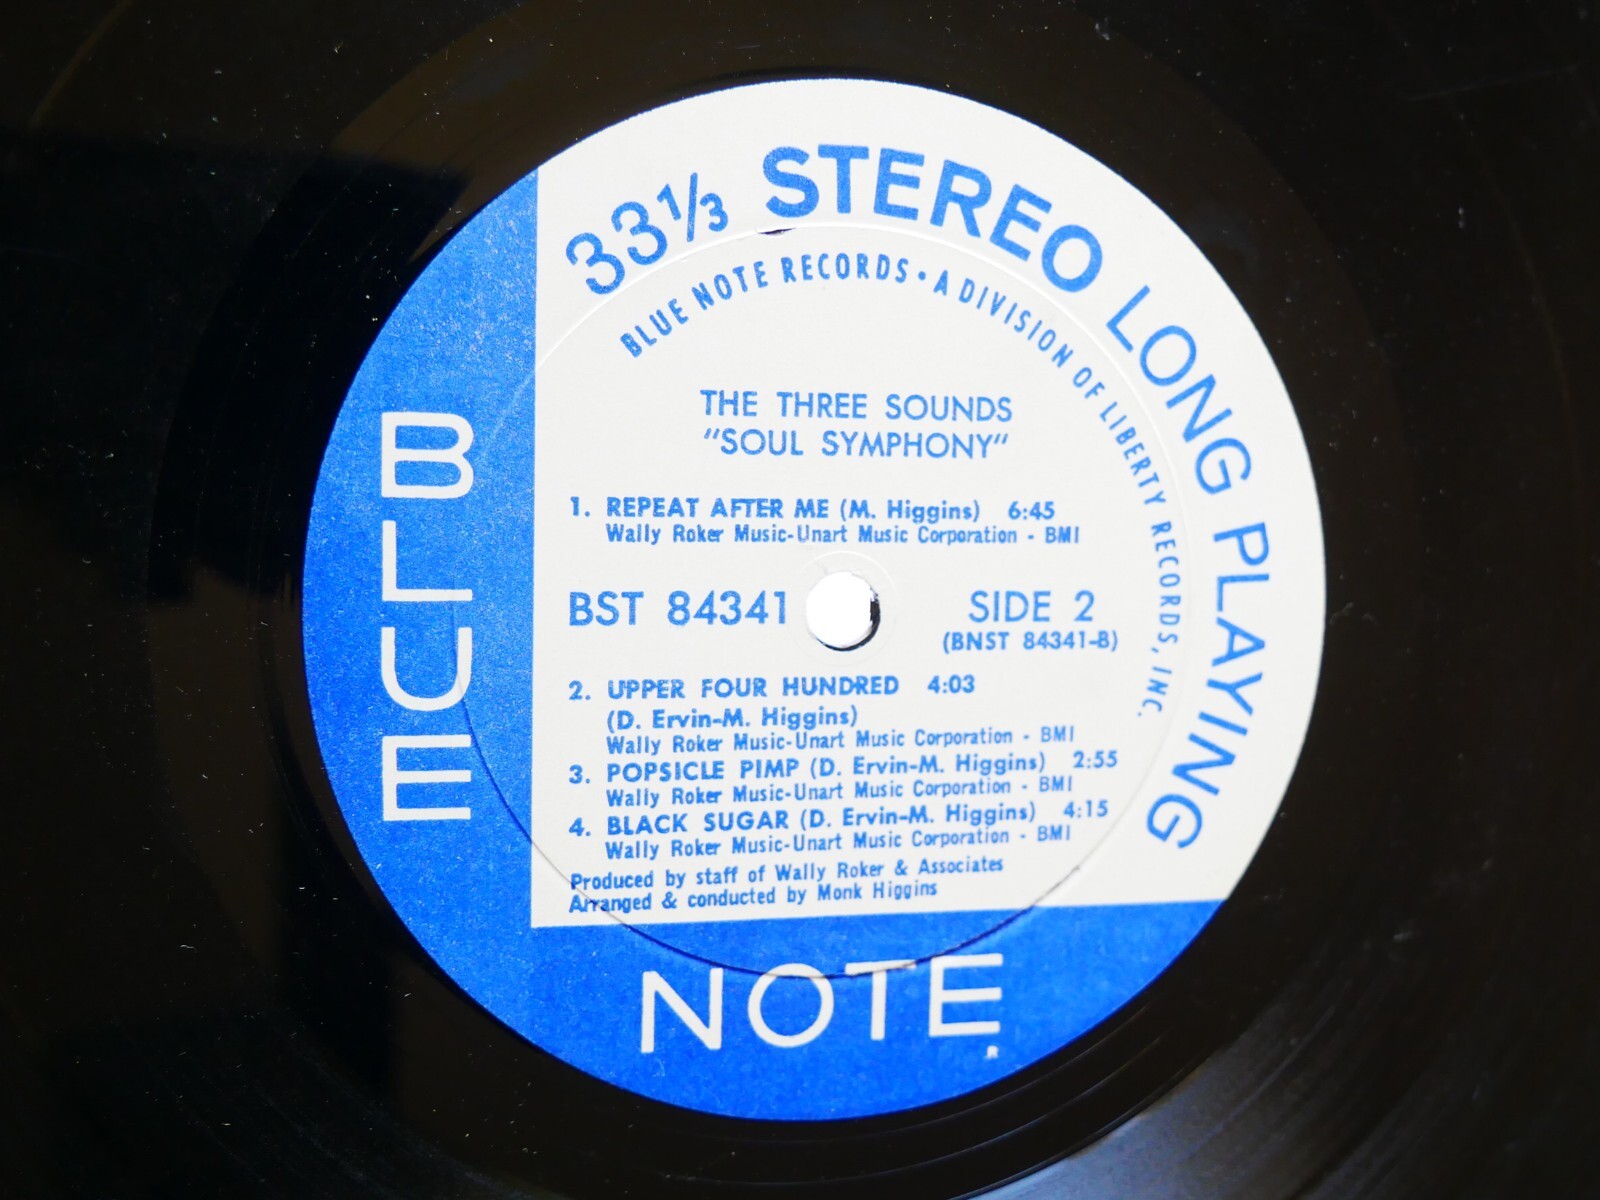 33⅓ STEREO LONG PLAYING
BLUE NOTE RECORDS • A DIVISION OF LIBERTY RECORDS, INC.
THE THREE SOUNDS
"SOUL SYMPHONY"
1. REPEAT AFTER ME (M. Higgins) 6:45
Wally Roker Music-Unart Music Corporation - BMI
BST 84341 SIDE 2
(BNST 84341-B)
2. UPPER FOUR HUNDRED 4:03
(D. Ervin-M. Higgins)
Wally Roker Music-Unart Music Corporation - BMI
3. POPSICLE PIMP (D. Ervin-M. Higgins) 2:55
Wally Roker Music-Unart Music Corporation - BMI
4. BLACK SUGAR (D. Ervin-M. Higgins) 4:15
Wally Roker Music-Unart Music Corporation - BMI
Produced by staff of Wally Roker & Associates
Arranged & conducted by Monk Higgins
BLUE
NOTE.